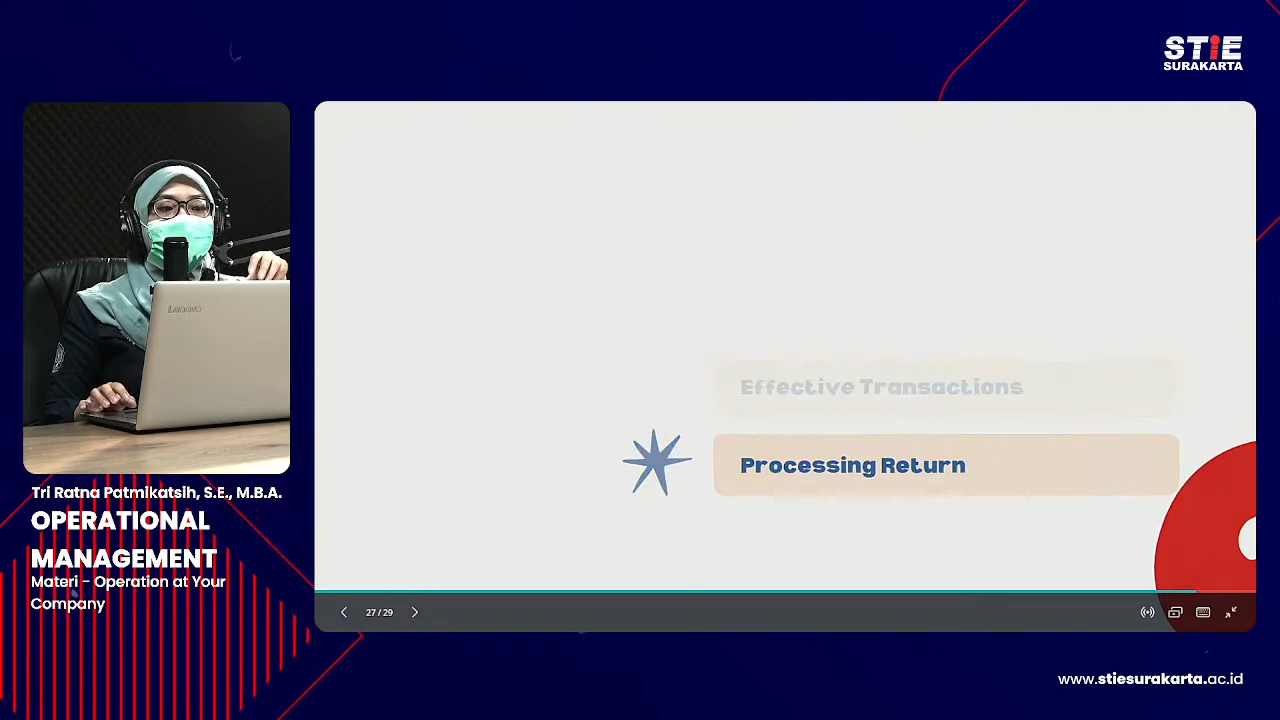 STiE
SURAKARTA
Lenovo
Effective Transactions
Processing Return
Tri Ratna Patmikatsih, S.E., M.B.A.
OPERATIONAL
MANAGEMENT
Materi - Operation at Your
Company
27 / 29
www.stiesurakarta.ac.id